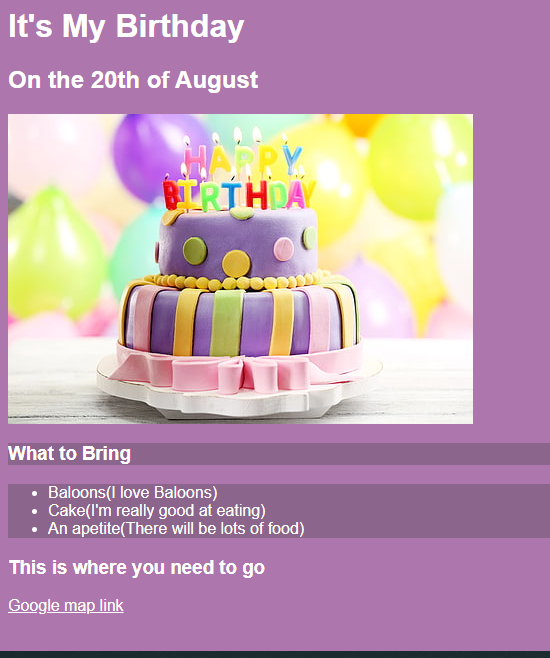 It's My Birthday
On the 20th of August
HAPPY
BIRTHDAY
What to Bring
Baloons(I love Baloons)
Cake(I'm really good at eating)
An apetite(There will be lots of food)
This is where you need to go
Google map link